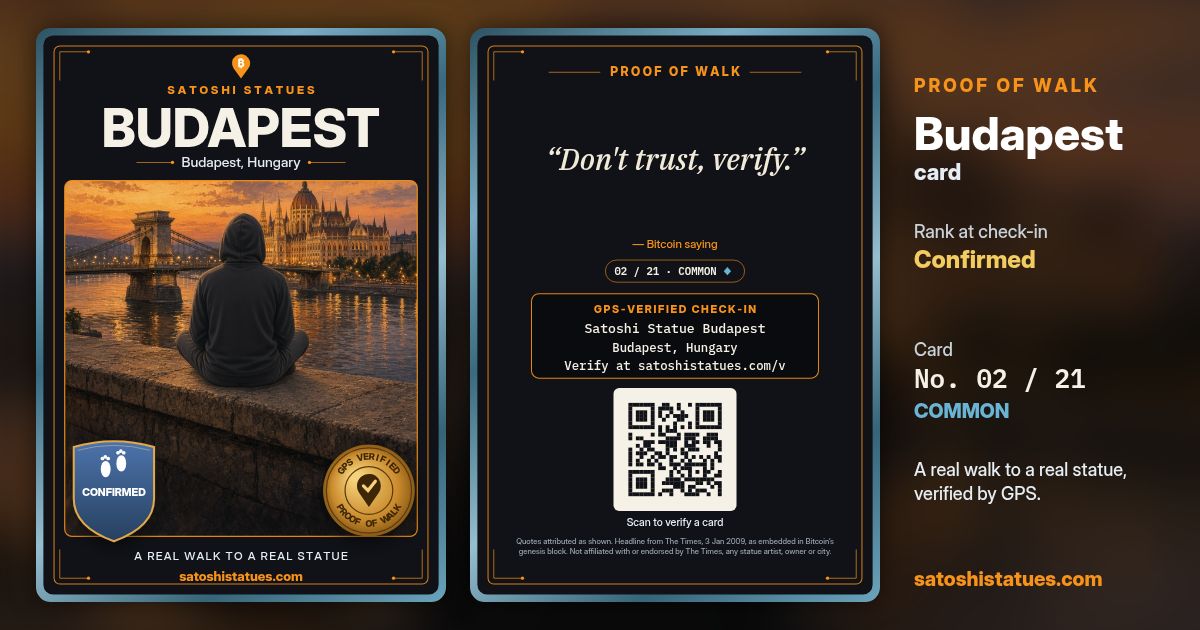 SATOSHI STATUES
BUDAPEST
Budapest, Hungary
CONFIRMED
GPS VERIFIED
PROOF OF WALK
A REAL WALK TO A REAL STATUE
satoshistatues.com
PROOF OF WALK
“Don't trust, verify.”
— Bitcoin saying
02 / 21 · COMMON
GPS-VERIFIED CHECK-IN
Satoshi Statue Budapest
Budapest, Hungary
Verify at satoshistatues.com/v
Scan to verify a card
Quotes attributed as shown. Headline from The Times, 3 Jan 2009, as embedded in Bitcoin's
genesis block. Not affiliated with or endorsed by The Times, any statue artist, owner or city.
PROOF OF WALK
Budapest
card
Rank at check-in
Confirmed
Card
No. 02 / 21
COMMON
A real walk to a real statue,
verified by GPS.
satoshistatues.com